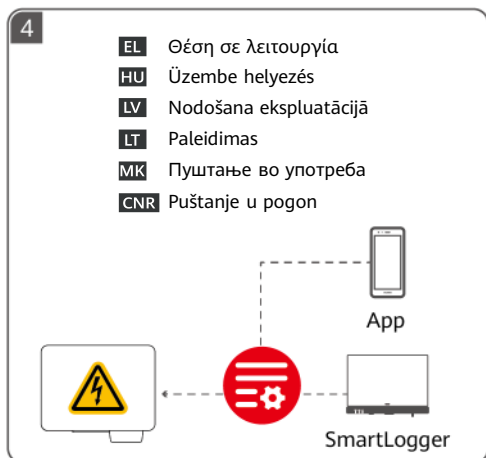 4
EL Θέση σε λειτουργία
HU Üzembe helyezés
LV Nodošana ekspluatācijā
LT Paleidimas
MK Пуштање во употреба
CNR Puštanje u pogon
App
SmartLogger